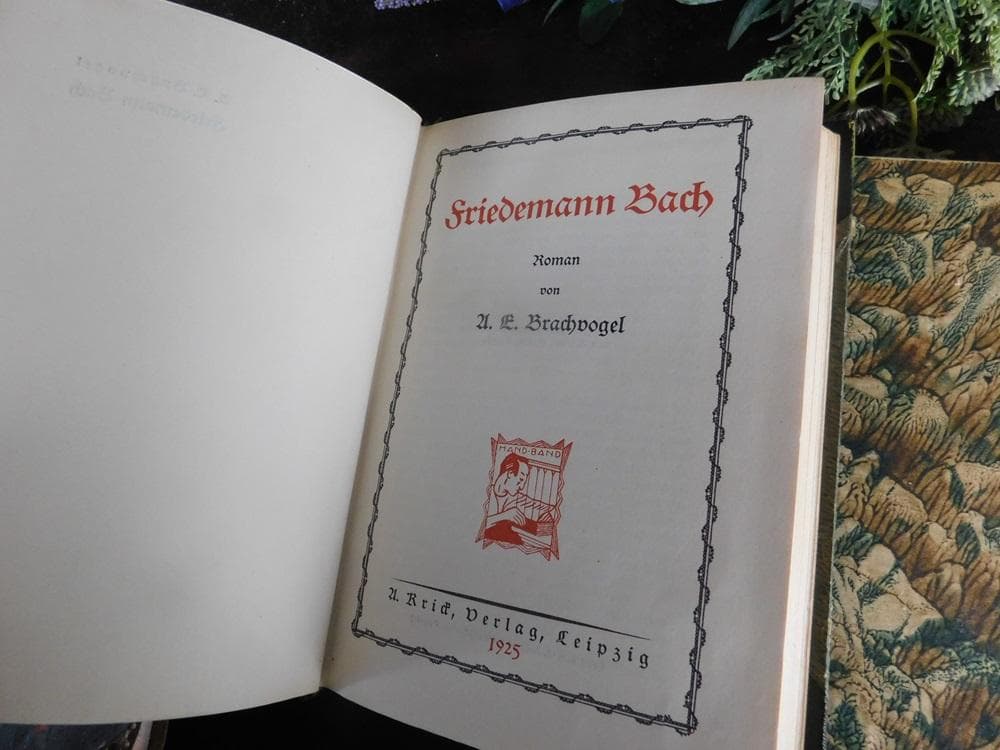 Friedemann Bach
Roman
von
A. E. Brachvogel
HAND-BAND
A. Krick, Verlag, Leipzig
1925